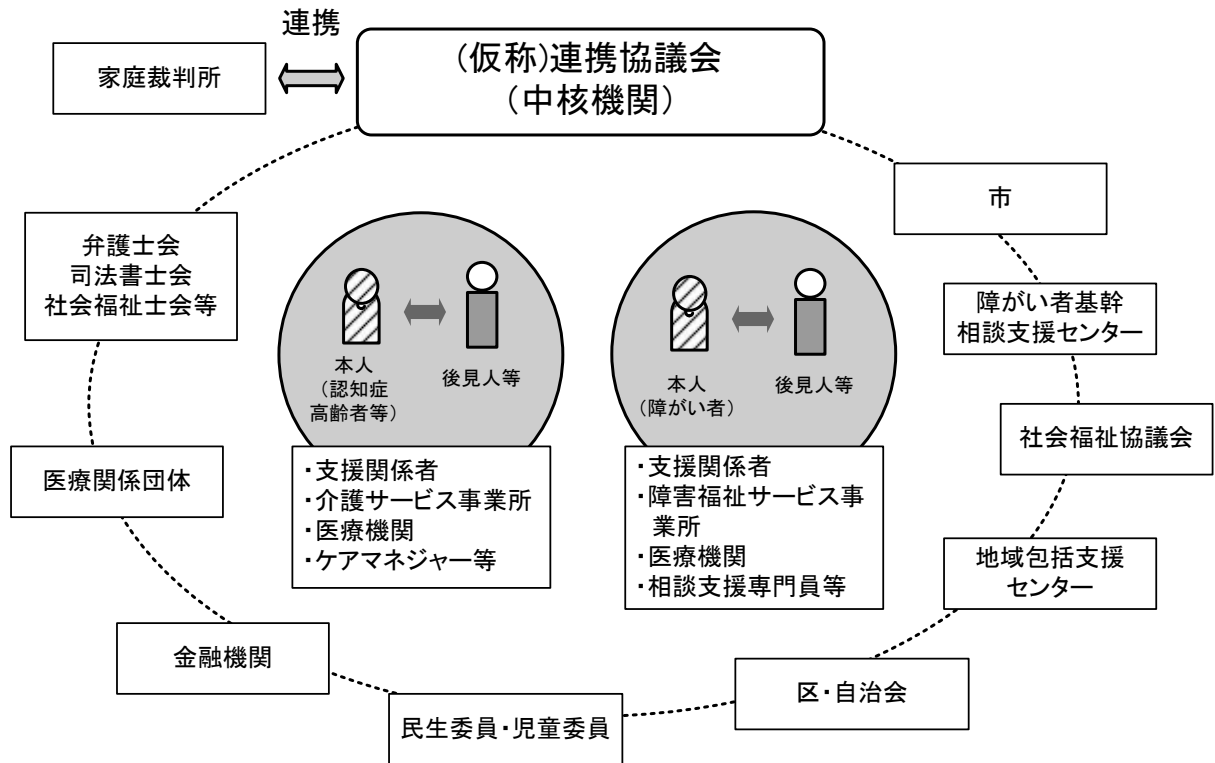 連携
家庭裁判所
(仮称)連携協議会
(中核機関)
市
弁護士会
司法書士会
社会福祉士会等
障がい者基幹
相談支援センター
本人
(認知症
高齢者等)
後見人等
本人
(障がい者)
後見人等
社会福祉協議会
医療関係団体
・支援関係者
・介護サービス事業所
・医療機関
・ケアマネジャー等
・支援関係者
・障害福祉サービス事
業所
・医療機関
・相談支援専門員等
地域包括支援
センター
金融機関
区・自治会
民生委員・児童委員